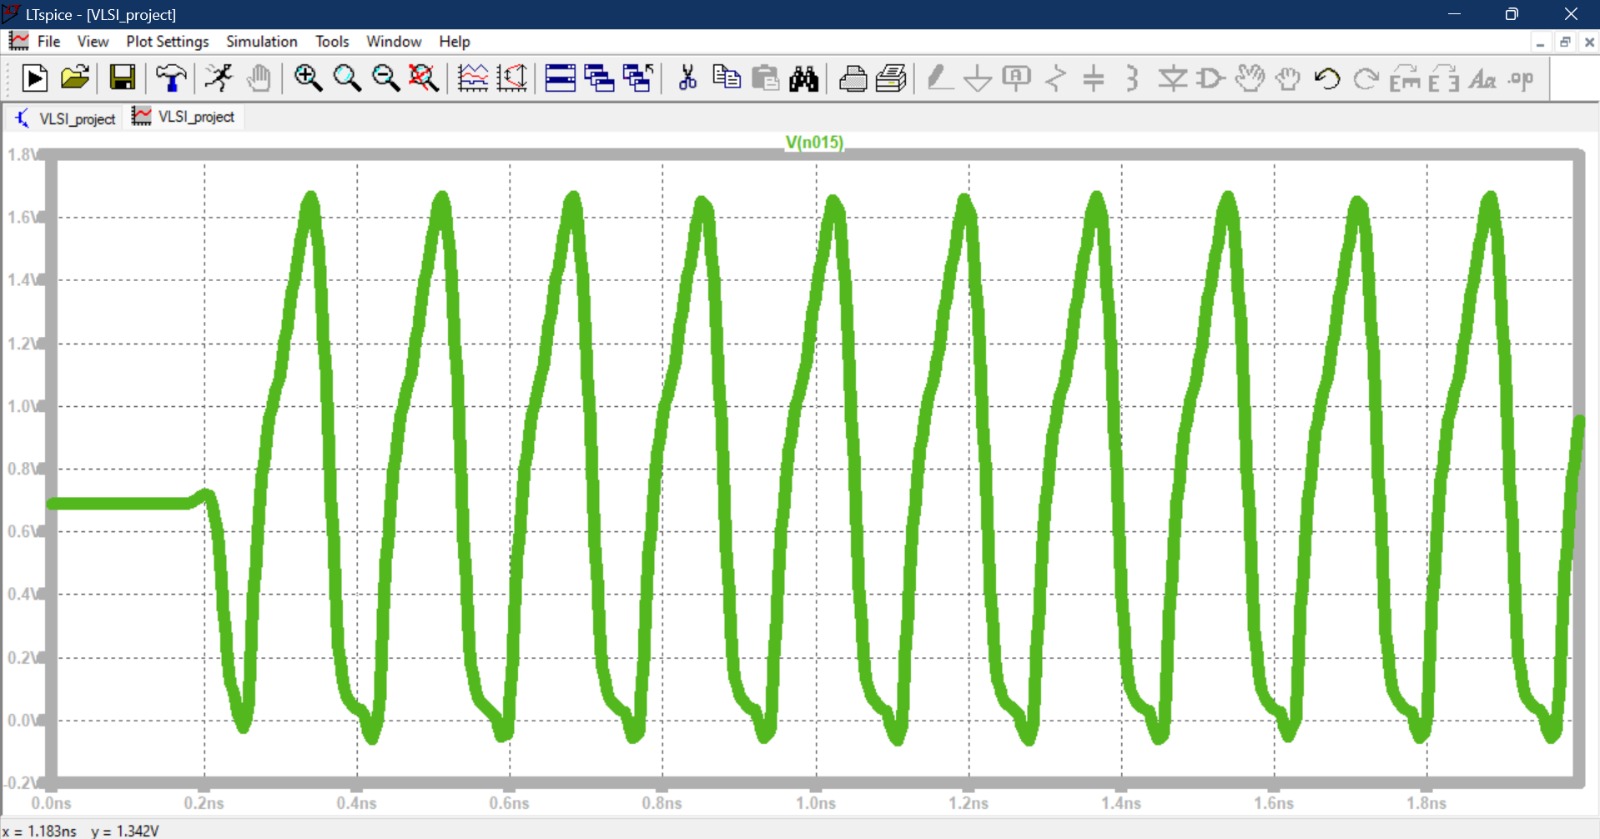 LTspice - [VLSI_project]
File View Plot Settings Simulation Tools Window Help
VLSI_project VLSI_project
V(n015)
1.8V
1.6V
1.4V
1.2V
1.0V
0.8V
0.6V
0.4V
0.2V
0.0V
-0.2V
0.0ns 0.2ns 0.4ns 0.6ns 0.8ns 1.0ns 1.2ns 1.4ns 1.6ns 1.8ns
x = 1.183ns y = 1.342V